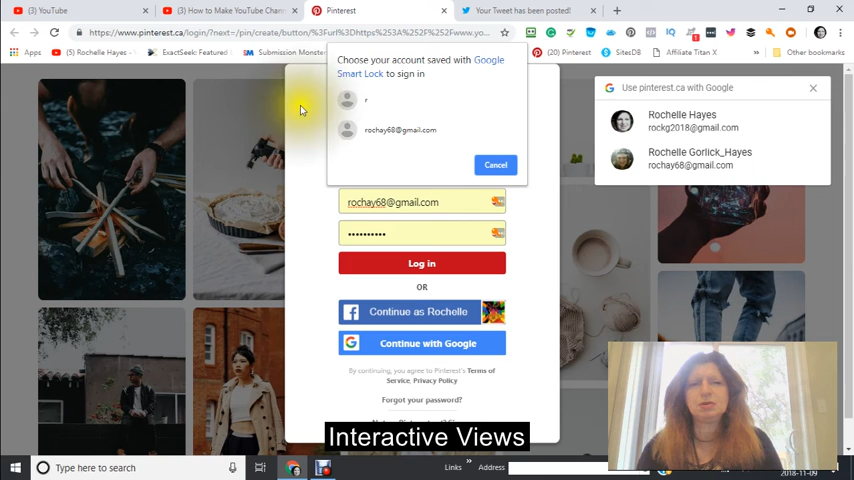 YouTube
(3) How to Make YouTube Chann
Pinterest
Your Tweet has been posted!
https://www.pinterest.ca/login/?next=/pin/create/button/%3Furl%3Dhttps%253A%252F%252Fwww.yo...
Apps
(5) Rochelle Hayes -
ExactSeek: Featured
Submission Monster
(20) Pinterest
SitesDB
Affiliate Titan X
Choose your account saved with Google
Smart Lock to sign in
r
rochay68@gmail.com
Cancel
Use pinterest.ca with Google
Rochelle Hayes
rockg2018@gmail.com
Rochelle Gorlick_Hayes
rochay68@gmail.com
rochay68@gmail.com
••••••••••
Log in
OR
Continue as Rochelle
Continue with Google
By continuing, you agree to Pinterest's Terms of
Service, Privacy Policy
Forgot your password?
Interactive Views
Type here to search
Links
Address
2018-11-09